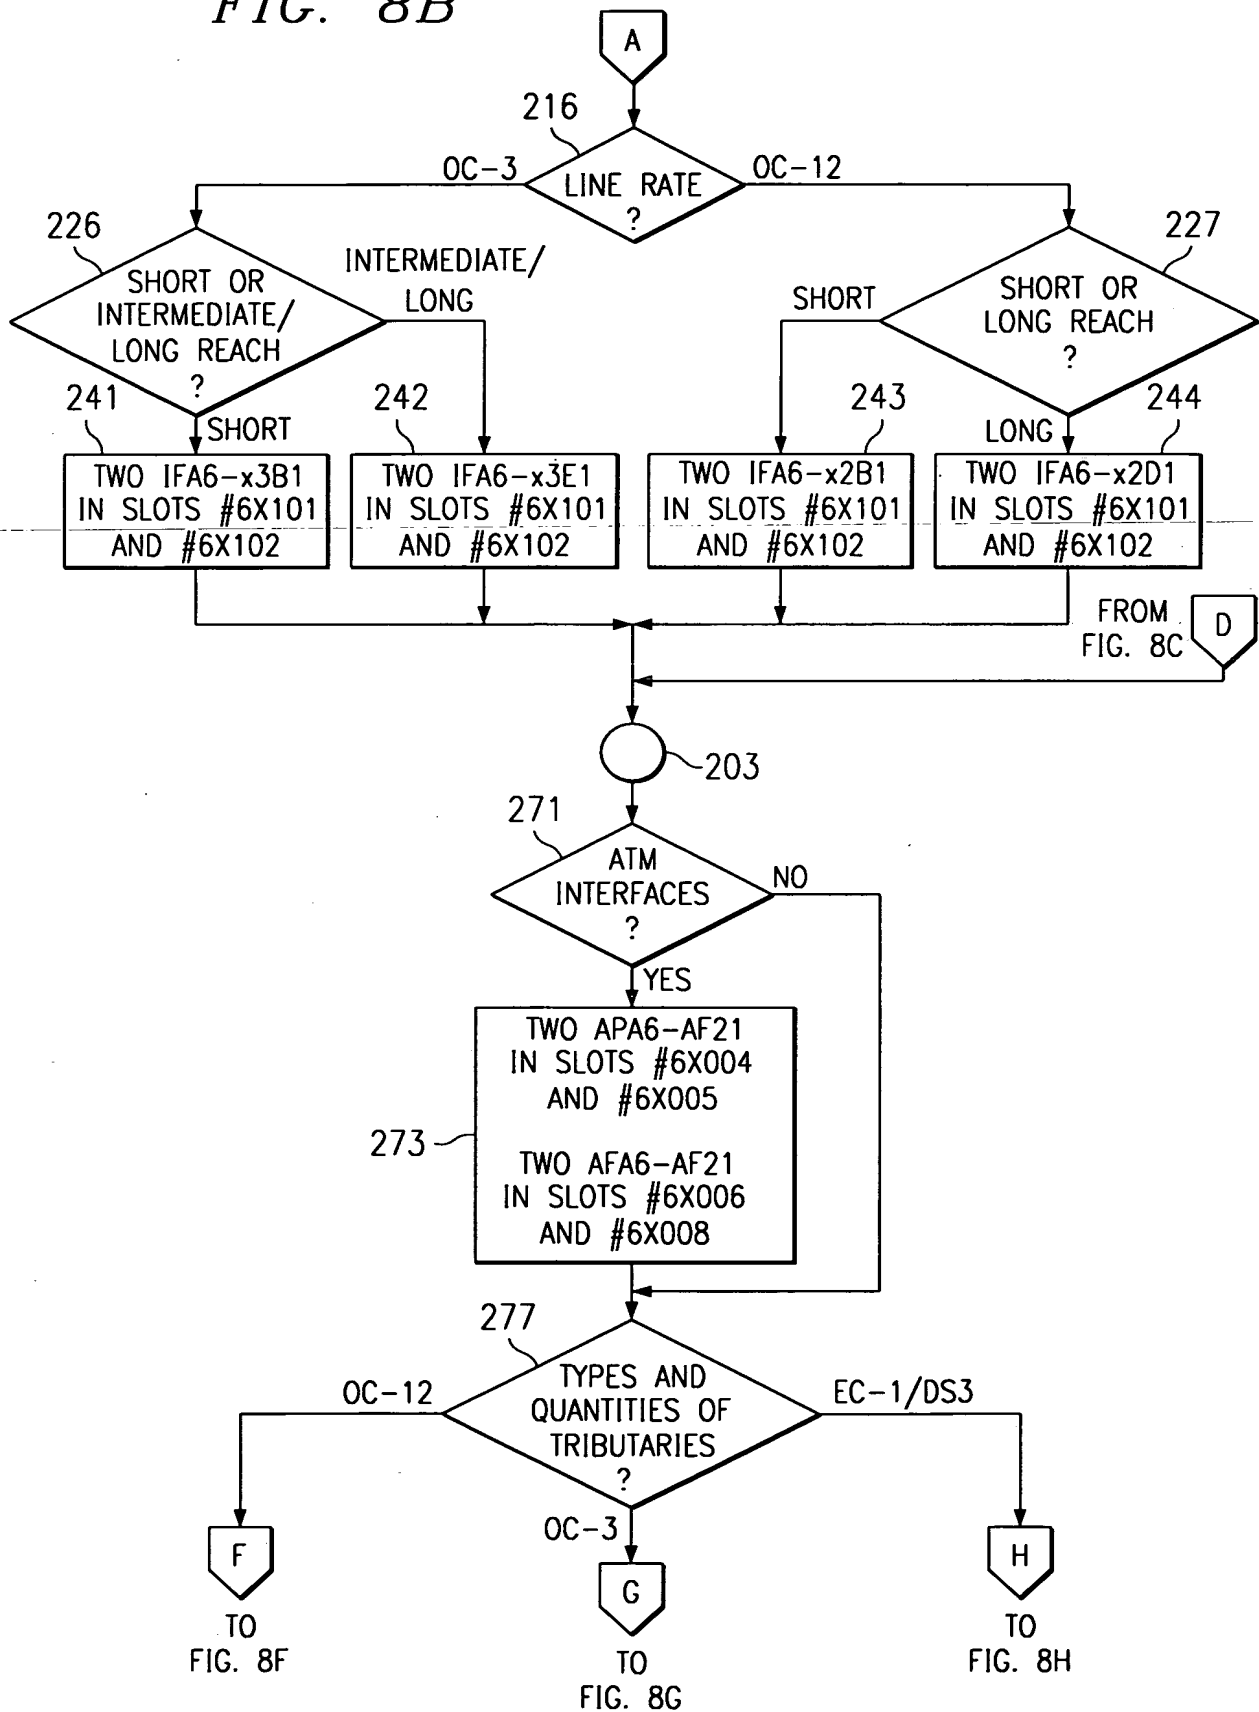 FIG. 8B
A
216
OC-3
OC-12
LINE RATE
?
226
227
INTERMEDIATE/
LONG
SHORT OR
INTERMEDIATE/
LONG REACH
?
SHORT
SHORT OR
LONG REACH
?
241
SHORT
242
243
LONG
244
TWO IFA6-x3B1
IN SLOTS #6X101
AND #6X102
TWO IFA6-x3E1
IN SLOTS #6X101
AND #6X102
TWO IFA6-x2B1
IN SLOTS #6X101
AND #6X102
TWO IFA6-x2D1
IN SLOTS #6X101
AND #6X102
FROM
FIG. 8C
D
203
271
ATM
INTERFACES
?
NO
YES
273
TWO APA6-AF21
IN SLOTS #6X004
AND #6X005
TWO AFA6-AF21
IN SLOTS #6X006
AND #6X008
277
TYPES AND
QUANTITIES OF
TRIBUTARIES
?
OC-12
EC-1/DS3
OC-3
F
TO
FIG. 8F
G
TO
FIG. 8G
H
TO
FIG. 8H